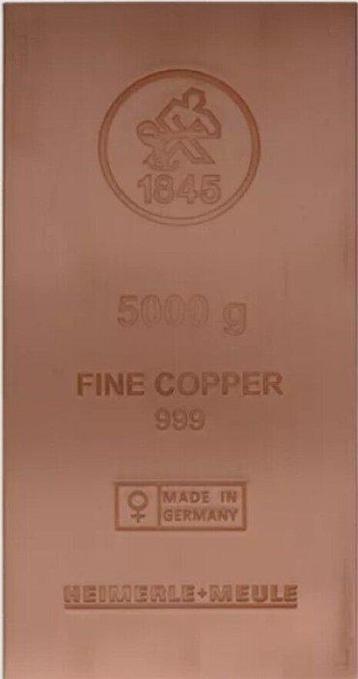 1845
5000 g
FINE COPPER
999
♀ MADE IN
GERMANY
HEIMERLE+MEULE